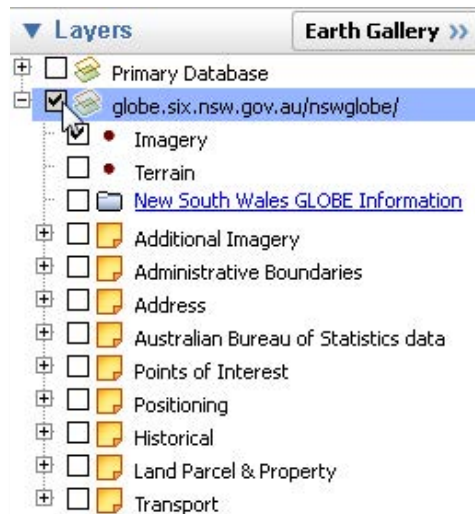 Layers
Earth Gallery >>
Primary Database
globe.six.nsw.gov.au/nswglobe/
Imagery
Terrain
New South Wales GLOBE Information
Additional Imagery
Administrative Boundaries
Address
Australian Bureau of Statistics data
Points of Interest
Positioning
Historical
Land Parcel & Property
Transport